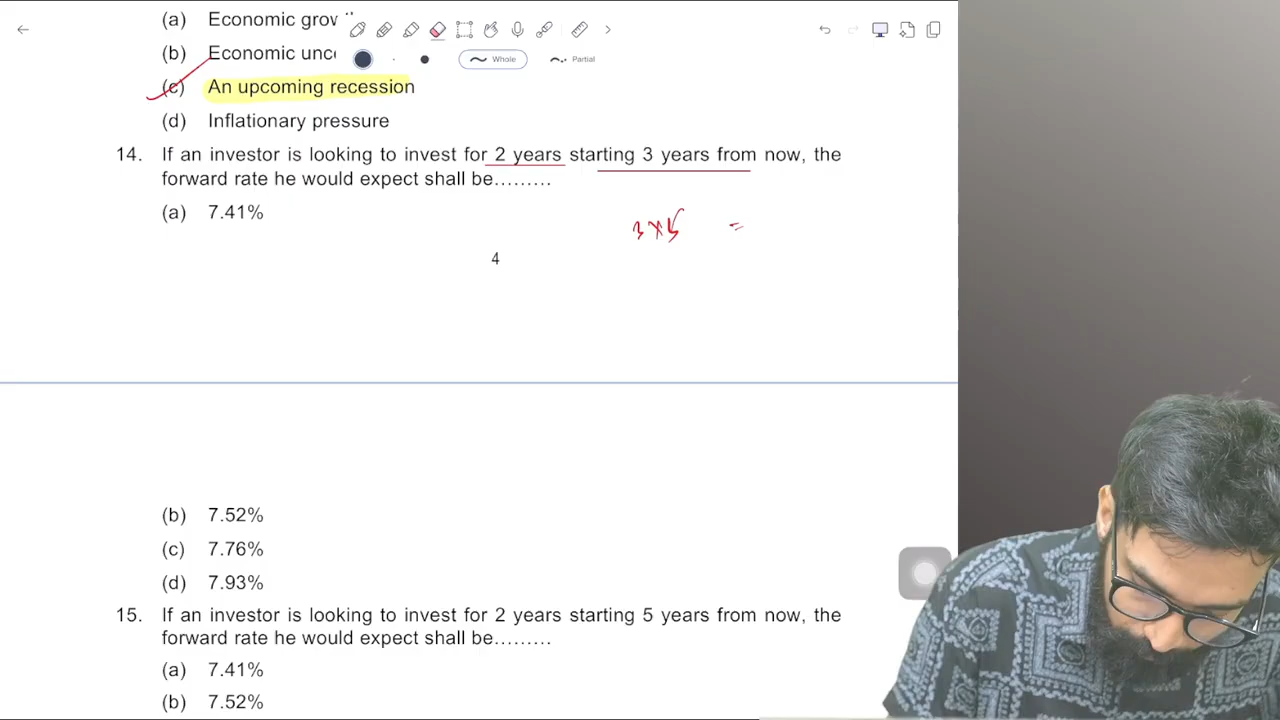 (a) Economic grow
(b) Economic unc
Whole
Partial
(c) An upcoming recession
(d) Inflationary pressure
14. If an investor is looking to invest for 2 years starting 3 years from now, the
forward rate he would expect shall be.........
(a) 7.41%
3x5 =
4
(b) 7.52%
(c) 7.76%
(d) 7.93%
15. If an investor is looking to invest for 2 years starting 5 years from now, the
forward rate he would expect shall be.........
(a) 7.41%
(b) 7.52%